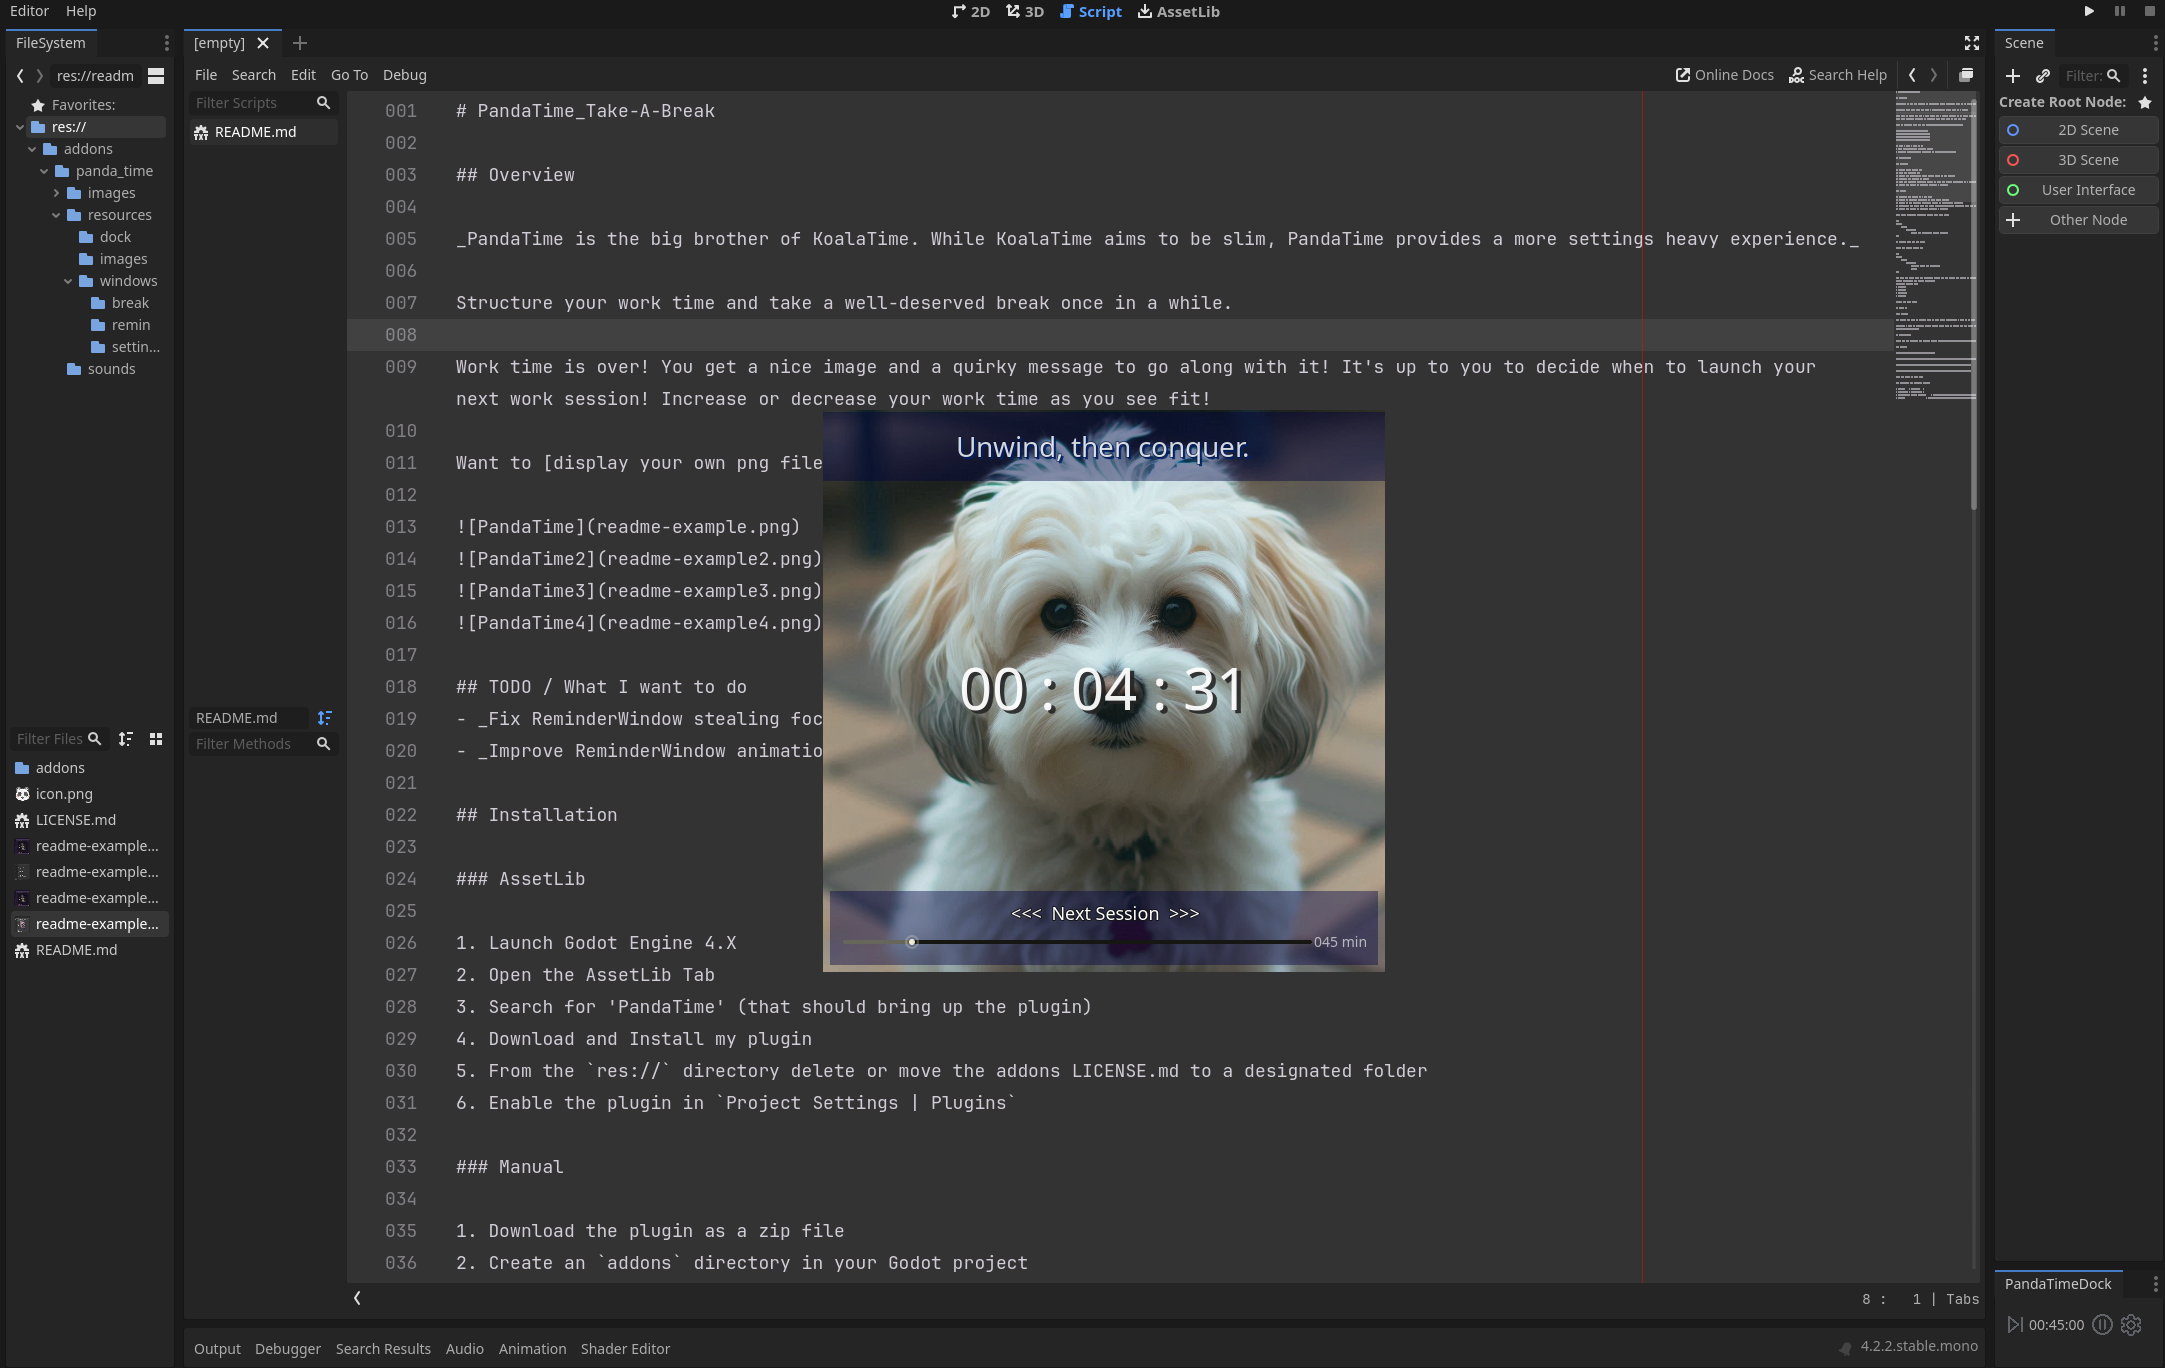 Editor Help
2D 3D Script AssetLib
FileSystem
res://readm
Favorites:
res://
addons
panda_time
images
resources
dock
images
windows
break
remin
settin...
sounds
Filter Files
addons
icon.png
LICENSE.md
readme-example...
readme-example...
readme-example...
readme-example...
README.md
[empty]
File Search Edit Go To Debug
Online Docs Search Help
Filter Scripts
README.md
README.md
Filter Methods
001 # PandaTime_Take-A-Break
002
003 ## Overview
004
005 _PandaTime is the big brother of KoalaTime. While KoalaTime aims to be slim, PandaTime provides a more settings heavy experience._
006
007 Structure your work time and take a well-deserved break once in a while.
008
009 Work time is over! You get a nice image and a quirky message to go along with it! It's up to you to decide when to launch your
next work session! Increase or decrease your work time as you see fit!
010
011 Want to [display your own png file
012
013 ![PandaTime](readme-example.png)
014 ![PandaTime2](readme-example2.png)
015 ![PandaTime3](readme-example3.png)
016 ![PandaTime4](readme-example4.png)
017
018 ## TODO / What I want to do
019 - _Fix ReminderWindow stealing foc
020 - _Improve ReminderWindow animatio
021
022 ## Installation
023
024 ### AssetLib
025
026 1. Launch Godot Engine 4.X
027 2. Open the AssetLib Tab
028 3. Search for 'PandaTime' (that should bring up the plugin)
029 4. Download and Install my plugin
030 5. From the `res://` directory delete or move the addons LICENSE.md to a designated folder
031 6. Enable the plugin in `Project Settings | Plugins`
032
033 ### Manual
034
035 1. Download the plugin as a zip file
036 2. Create an `addons` directory in your Godot project
Unwind, then conquer.
00 : 04 : 31
<<< Next Session >>>
045 min
8 : 1 | Tabs
Output Debugger Search Results Audio Animation Shader Editor
4.2.2.stable.mono
Scene
Filter:
Create Root Node:
2D Scene
3D Scene
User Interface
Other Node
PandaTimeDock
00:45:00